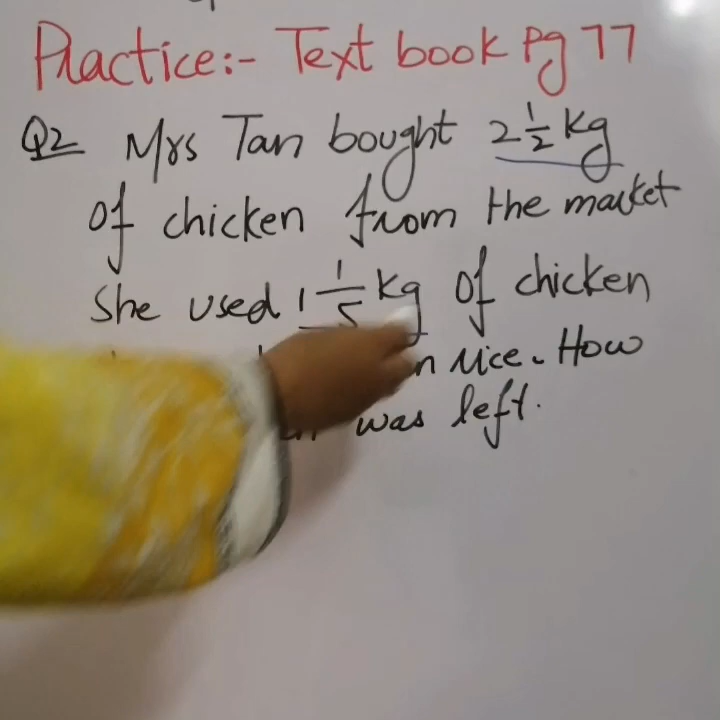 Practice:- Text book Pg 77
Q2 Mrs Tan bought 2 1/2 kg
of chicken from the market
She used 1 1/5 kg of chicken
rice. How
was left.